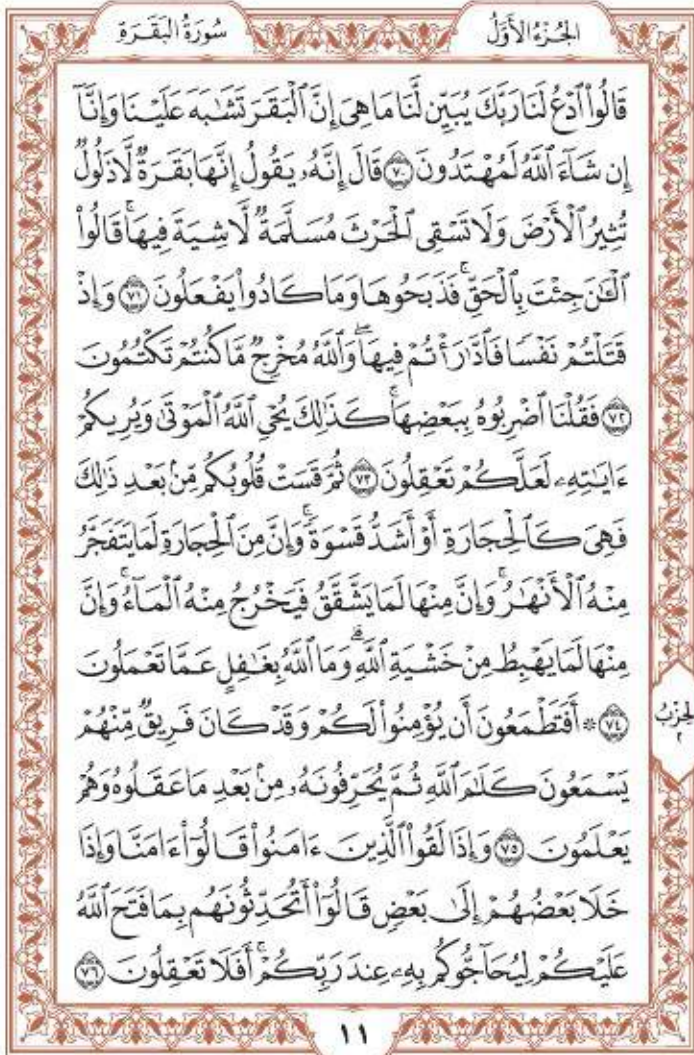 سُورَةُ البَقَرَةِ الجُزْءُ الأَوَّلُ
قَالُواْ ٱدْعُ لَنَا رَبَّكَ يُبَيِّن لَّنَا مَا هِىَ إِنَّ ٱلْبَقَرَ تَشَٰبَهَ عَلَيْنَا وَإِنَّآ
إِن شَآءَ ٱللَّهُ لَمُهْتَدُونَ ٧٠ قَالَ إِنَّهُۥ يَقُولُ إِنَّهَا بَقَرَةٌ لَّا ذَلُولٌ
تُثِيرُ ٱلْأَرْضَ وَلَا تَسْقِى ٱلْحَرْثَ مُسَلَّمَةٌ لَّا شِيَةَ فِيهَاۚ قَالُواْ
ٱلْـَٰٔنَ جِئْتَ بِٱلْحَقِّۚ فَذَبَحُوهَا وَمَا كَادُواْ يَفْعَلُونَ ٧١ وَإِذْ
قَتَلْتُمْ نَفْسًا فَٱدَّٰرَْٰٔتُمْ فِيهَاۖ وَٱللَّهُ مُخْرِجٌ مَّا كُنتُمْ تَكْتُمُونَ
٧٢ فَقُلْنَا ٱضْرِبُوهُ بِبَعْضِهَاۚ كَذَٰلِكَ يُحْىِ ٱللَّهُ ٱلْمَوْتَىٰ وَيُرِيكُمْ
ءَايَٰتِهِۦ لَعَلَّكُمْ تَعْقِلُونَ ٧٣ ثُمَّ قَسَتْ قُلُوبُكُم مِّنۢ بَعْدِ ذَٰلِكَ
فَهِىَ كَٱلْحِجَارَةِ أَوْ أَشَدُّ قَسْوَةًۚ وَإِنَّ مِنَ ٱلْحِجَارَةِ لَمَا يَتَفَجَّرُ
مِنْهُ ٱلْأَنْهَٰرُۚ وَإِنَّ مِنْهَا لَمَا يَشَّقَّقُ فَيَخْرُجُ مِنْهُ ٱلْمَآءُۚ وَإِنَّ
مِنْهَا لَمَا يَهْبِطُ مِنْ خَشْيَةِ ٱللَّهِۗ وَمَا ٱللَّهُ بِغَٰفِلٍ عَمَّا تَعْمَلُونَ
٧٤ ۞ أَفَتَطْمَعُونَ أَن يُؤْمِنُواْ لَكُمْ وَقَدْ كَانَ فَرِيقٌ مِّنْهُمْ
يَسْمَعُونَ كَلَٰمَ ٱللَّهِ ثُمَّ يُحَرِّفُونَهُۥ مِنۢ بَعْدِ مَا عَقَلُوهُ وَهُمْ
يَعْلَمُونَ ٧٥ وَإِذَا لَقُواْ ٱلَّذِينَ ءَامَنُواْ قَالُوٓاْ ءَامَنَّا وَإِذَا
خَلَا بَعْضُهُمْ إِلَىٰ بَعْضٍ قَالُوٓاْ أَتُحَدِّثُونَهُم بِمَا فَتَحَ ٱللَّهُ
عَلَيْكُمْ لِيُحَآجُّوكُم بِهِۦ عِندَ رَبِّكُمْۚ أَفَلَا تَعْقِلُونَ ٧٦
الحِزْبُ
٢
١١